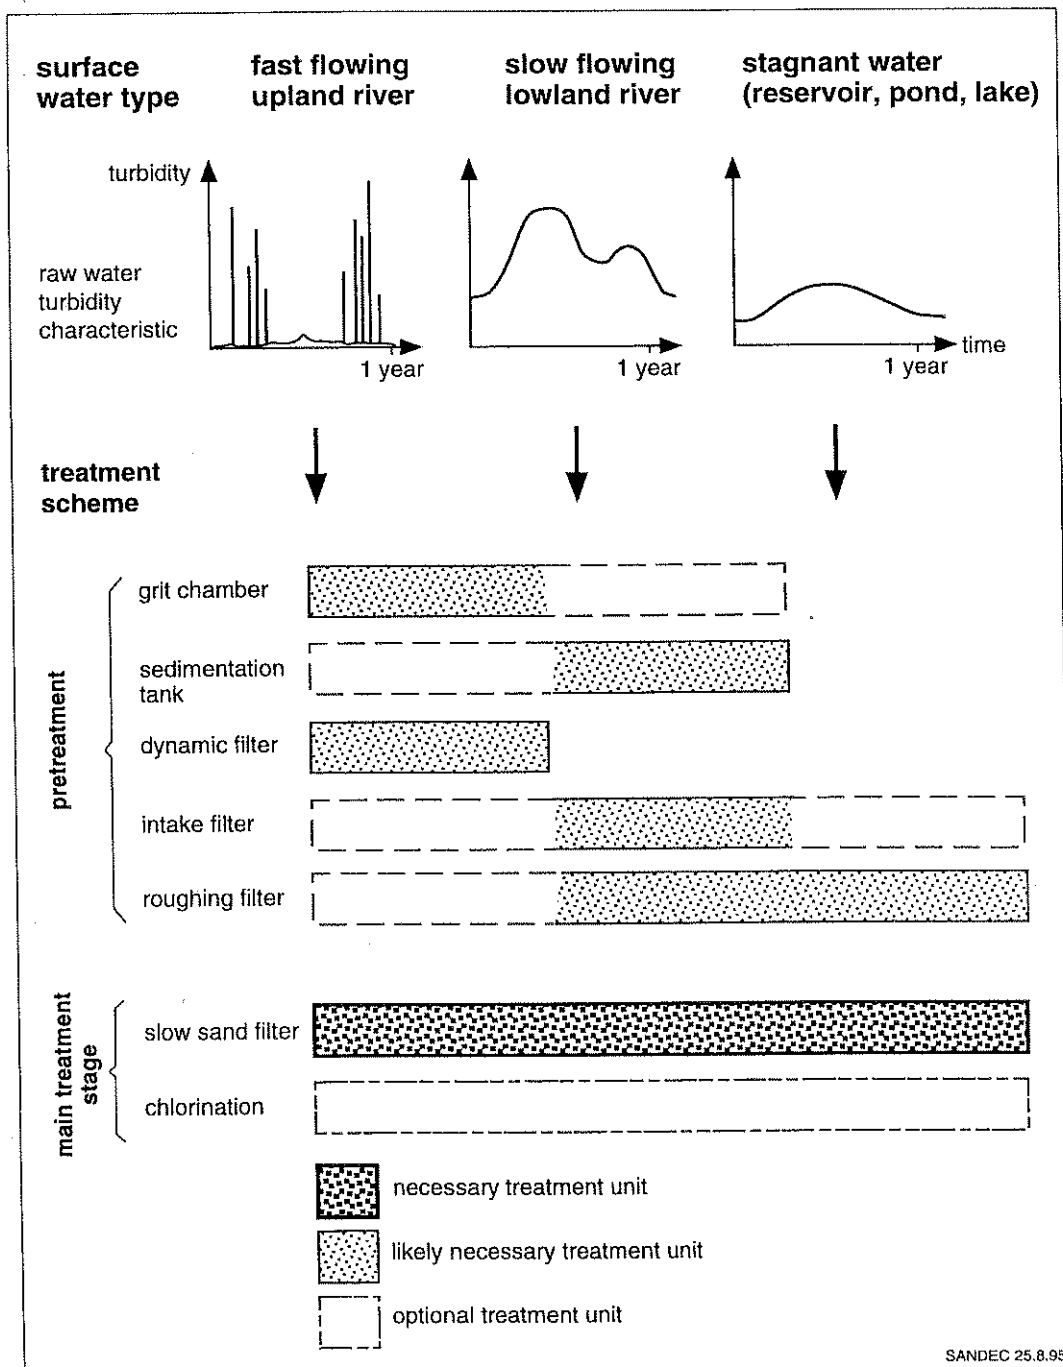 surface
water type
fast flowing
upland river
slow flowing
lowland river
stagnant water
(reservoir, pond, lake)
turbidity
raw water
turbidity
characteristic
1 year
1 year
1 year
time
treatment
scheme
pretreatment
grit chamber
sedimentation
tank
dynamic filter
intake filter
roughing filter
main treatment
stage
slow sand filter
chlorination
necessary treatment unit
likely necessary treatment unit
optional treatment unit
SANDEC 25.8.95